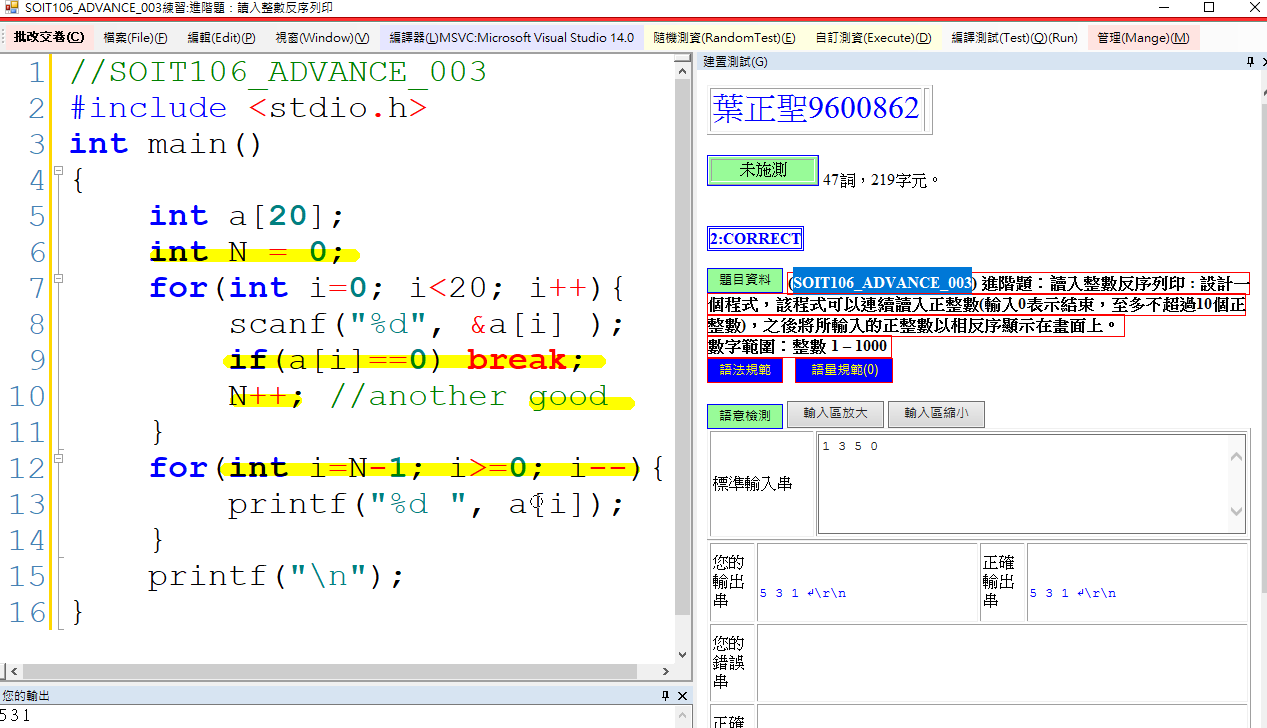 SOIT106_ADVANCE_003練習:進階題：讀入整數反序列印
批改交卷(C) 檔案(File)(F) 編輯(Edit)(P) 視窗(Window)(V) 編譯器(L)MSVC:Microsoft Visual Studio 14.0 隨機測資(RandomTest)(E) 自訂測資(Execute)(D) 編譯測試(Test)(Q)(Run) 管理(Mange)(M)
1 //SOIT106_ADVANCE_003
2 #include <stdio.h>
3 int main()
4 {
5 int a[20];
6 int N = 0;
7 for(int i=0; i<20; i++){
8 scanf("%d", &a[i] );
9 if(a[i]==0) break;
10 N++; //another good
11 }
12 for(int i=N-1; i>=0; i--){
13 printf("%d ", a[i]);
14 }
15 printf("\n");
16 }
您的輸出
5 3 1
建置測試(G)
葉正聖9600862
未施測 47詞，219字元。
2:CORRECT
題目資料 (SOIT106_ADVANCE_003) 進階題：讀入整數反序列印：設計一
個程式，該程式可以連續讀入正整數(輸入0表示結束，至多不超過10個正
整數)，之後將所輸入的正整數以相反序顯示在畫面上。
數字範圍：整數 1 – 1000
語法規範 語量規範(0)
語意檢測 輸入區放大 輸入區縮小
標準輸入串 1 3 5 0
您的輸出串 5 3 1 ↲\r\n 正確輸出串 5 3 1 ↲\r\n
您的錯誤串
正確